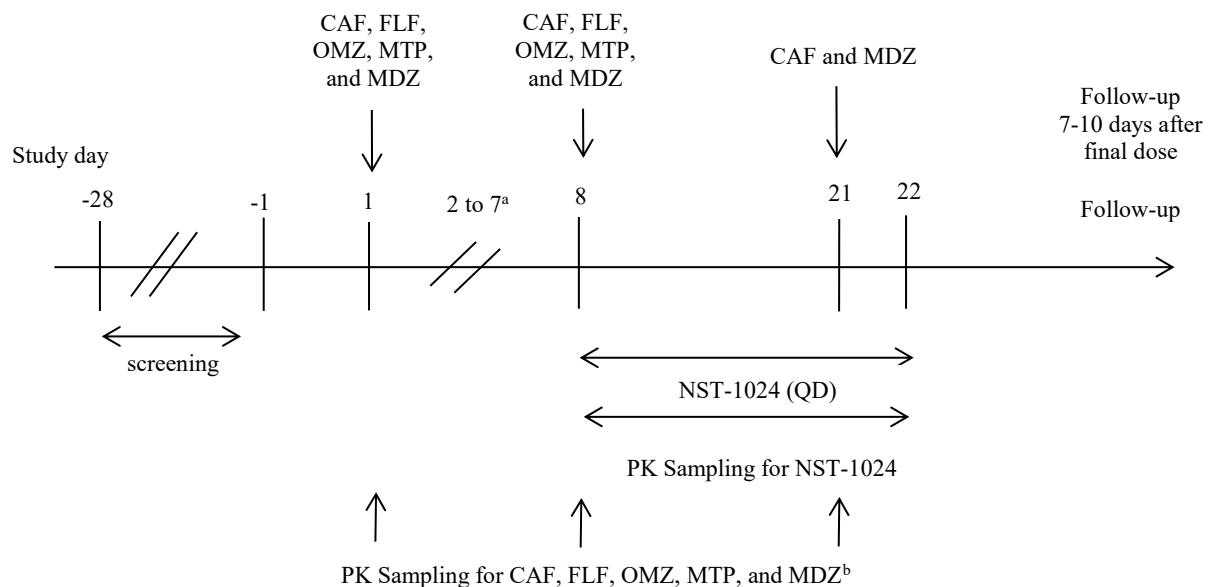 CAF, FLF,
OMZ, MTP,
and MDZ
CAF, FLF,
OMZ, MTP,
and MDZ
CAF and MDZ
Follow-up
7-10 days after
final dose
Study day
-28
-1
1
2 to 7ᵃ
8
21
22
Follow-up
screening
NST-1024 (QD)
PK Sampling for NST-1024
PK Sampling for CAF, FLF, OMZ, MTP, and MDZᵇ